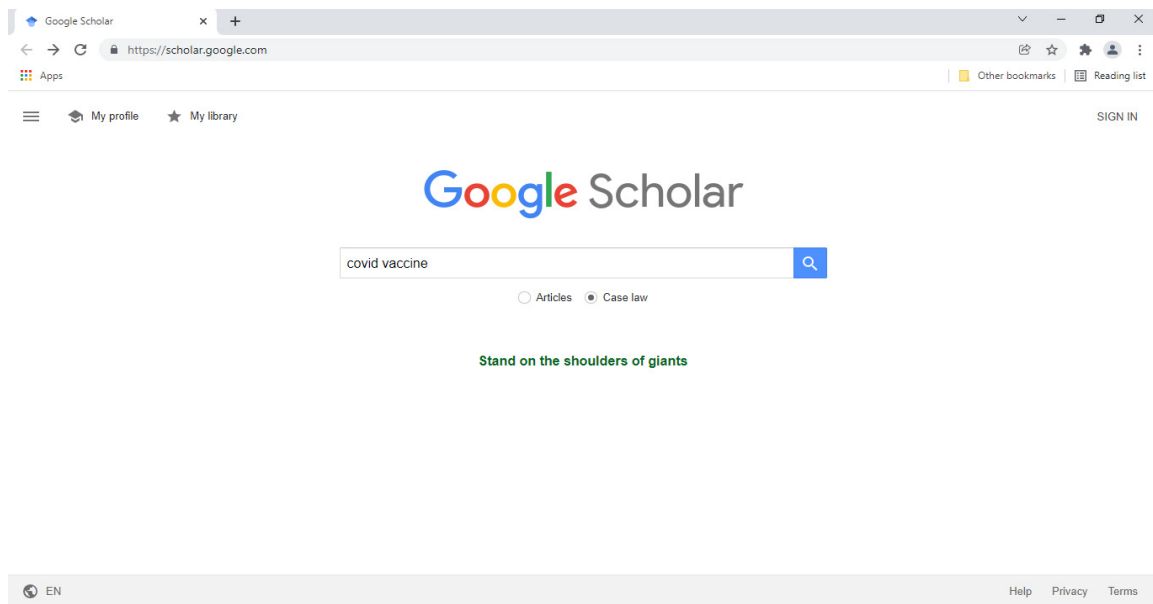 Google Scholar
https://scholar.google.com
Apps
Other bookmarks
Reading list
My profile
My library
SIGN IN
Google Scholar
covid vaccine
Articles
Case law
Stand on the shoulders of giants
EN
Help
Privacy
Terms